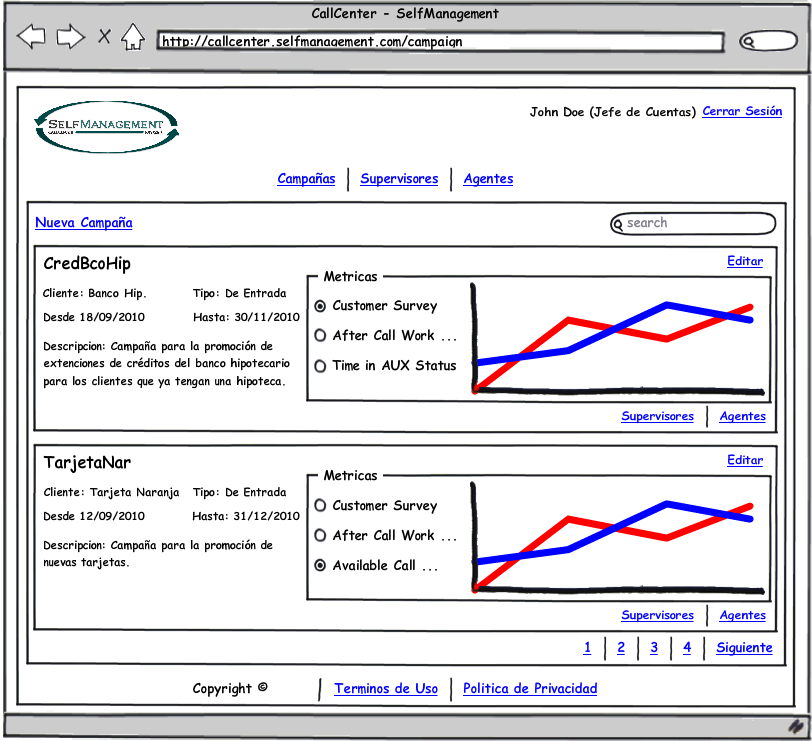 CallCenter - SelfManagement
http://callcenter.selfmanagement.com/campaign
SELFMANAGEMENT
John Doe (Jefe de Cuentas) Cerrar Sesión
Campañas Supervisores Agentes
Nueva Campaña
search
CredBcoHip
Editar
Cliente: Banco Hip. Tipo: De Entrada
Desde 18/09/2010 Hasta: 30/11/2010
Descripcion: Campaña para la promoción de
extenciones de créditos del banco hipotecario
para los clientes que ya tengan una hipoteca.
Metricas
Customer Survey
After Call Work ...
Time in AUX Status
Supervisores Agentes
TarjetaNar
Editar
Cliente: Tarjeta Naranja Tipo: De Entrada
Desde 12/09/2010 Hasta: 31/12/2010
Descripcion: Campaña para la promoción de
nuevas tarjetas.
Metricas
Customer Survey
After Call Work ...
Available Call ...
Supervisores Agentes
1 2 3 4 Siguiente
Copyright © Terminos de Uso Politica de Privacidad